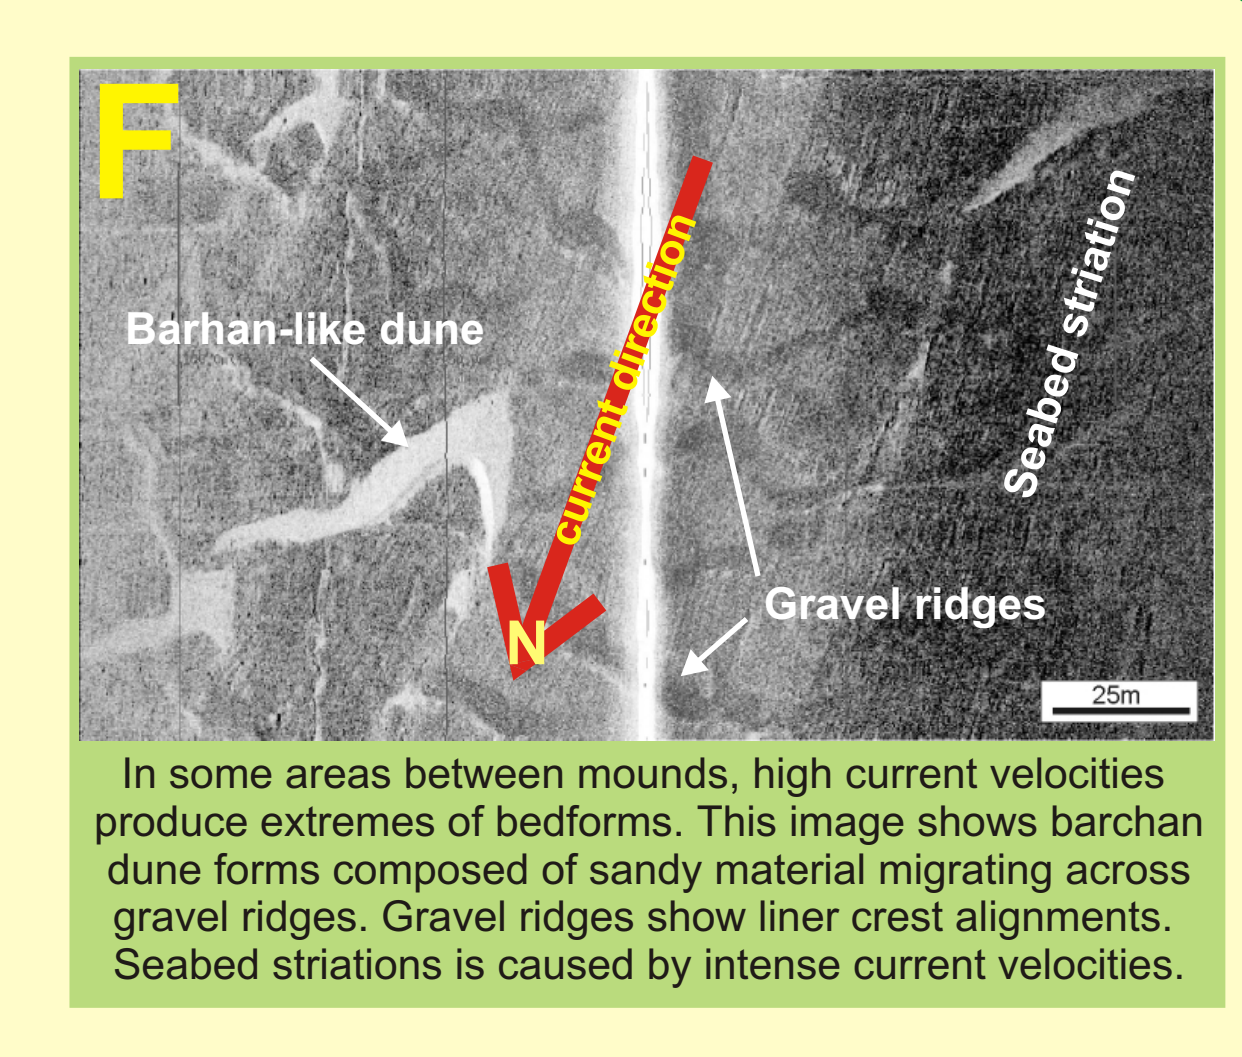 F
Seabed striation
current direction
Barhan-like dune
Gravel ridges
N
25m
In some areas between mounds, high current velocities
produce extremes of bedforms. This image shows barchan
dune forms composed of sandy material migrating across
gravel ridges. Gravel ridges show liner crest alignments.
Seabed striations is caused by intense current velocities.